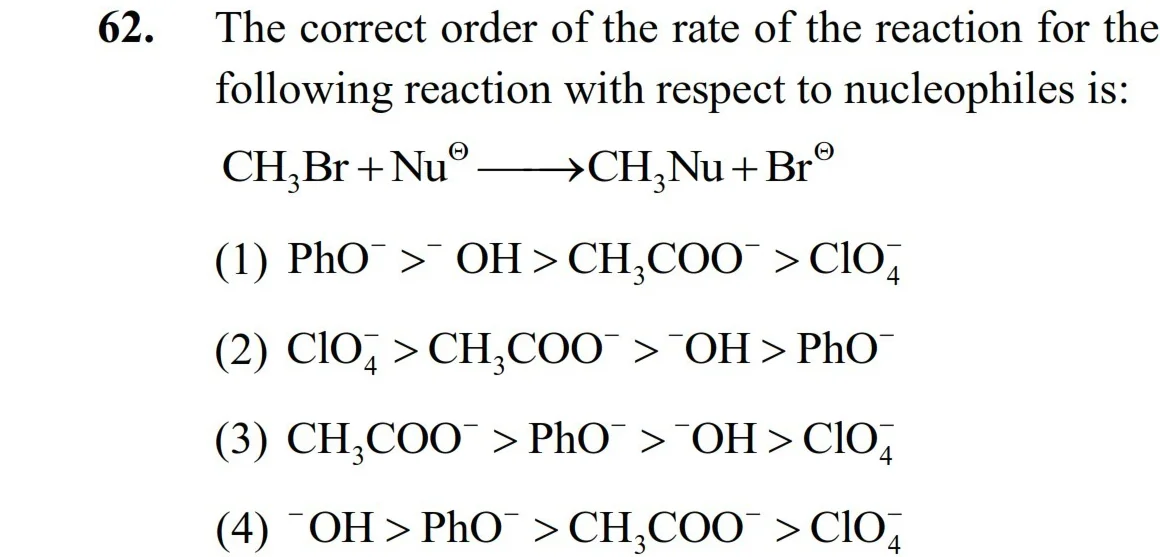 62. The correct order of the rate of the reaction for the
following reaction with respect to nucleophiles is:
CH₃Br + Nu^Θ ⟶ CH₃Nu + Br^Θ
(1) PhO⁻ > ⁻OH > CH₃COO⁻ > ClO₄⁻
(2) ClO₄⁻ > CH₃COO⁻ > ⁻OH > PhO⁻
(3) CH₃COO⁻ > PhO⁻ > ⁻OH > ClO₄⁻
(4) ⁻OH > PhO⁻ > CH₃COO⁻ > ClO₄⁻